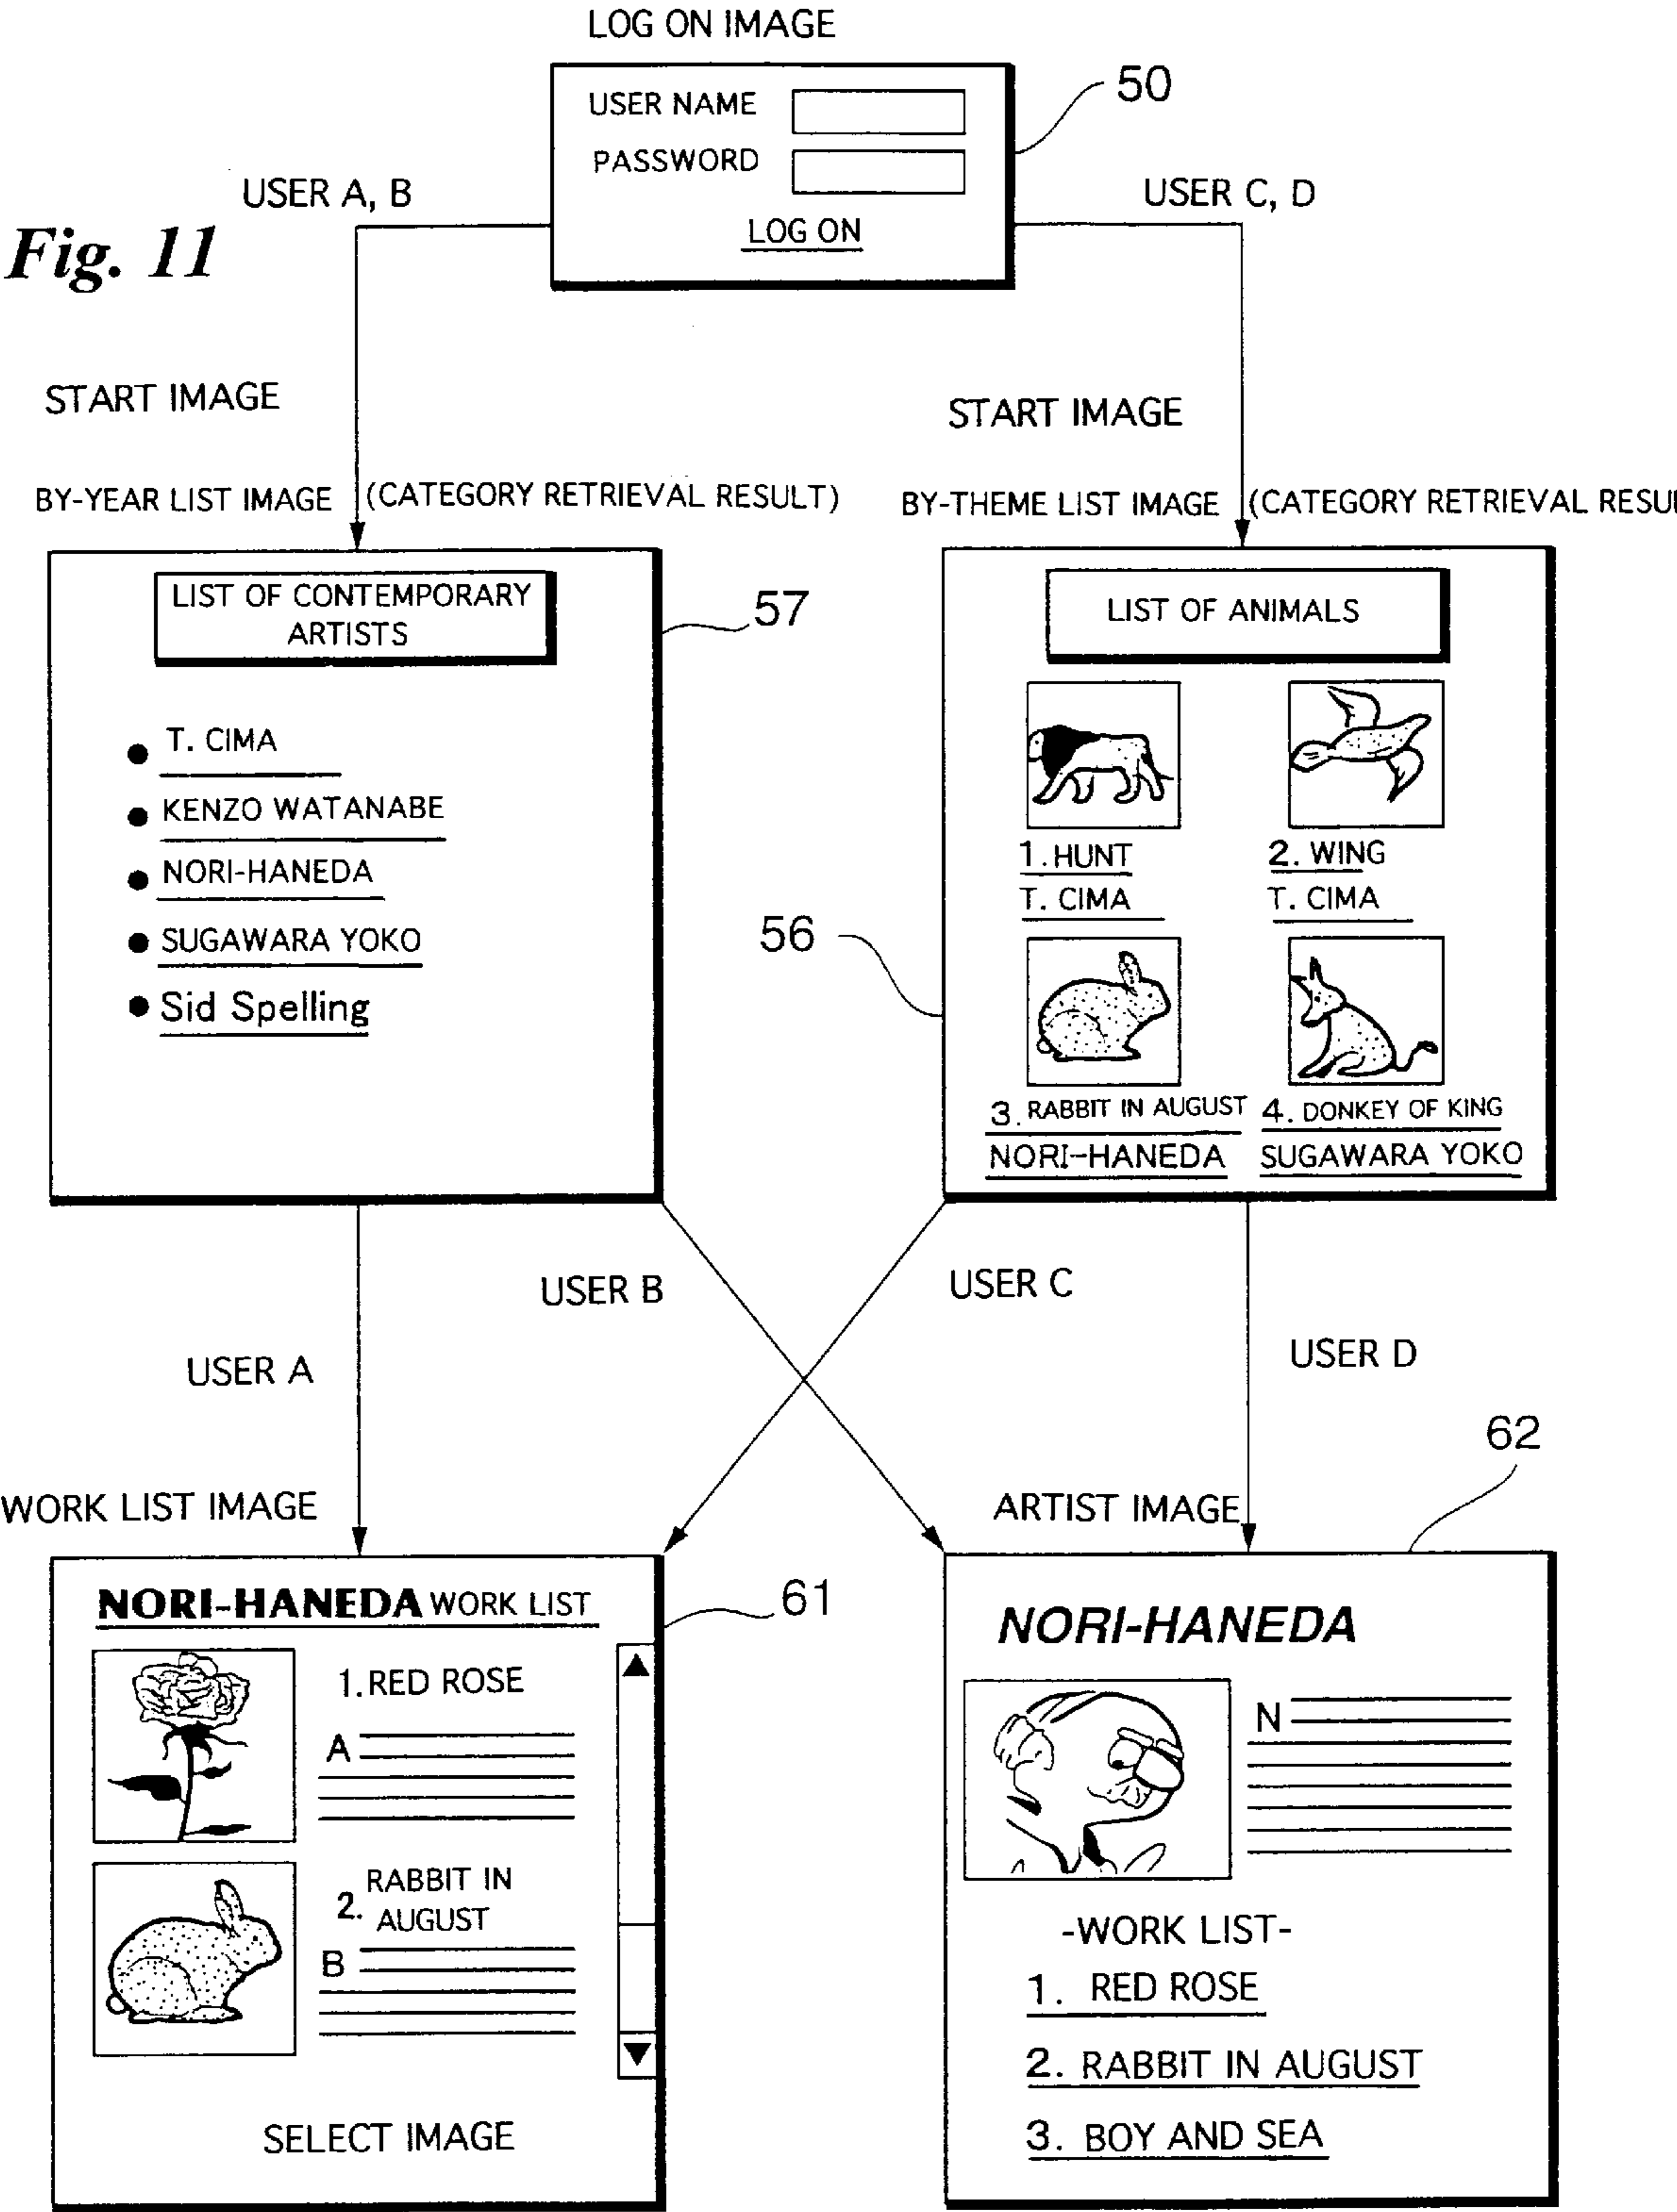 LOG ON IMAGE
USER NAME
50
PASSWORD
USER A, B
USER C, D
LOG ON
Fig. 11
START IMAGE
START IMAGE
BY-YEAR LIST IMAGE (CATEGORY RETRIEVAL RESULT)
BY-THEME LIST IMAGE (CATEGORY RETRIEVAL RESU
LIST OF CONTEMPORARY
ARTISTS
57
● T. CIMA
● KENZO WATANABE
● NORI-HANEDA
● SUGAWARA YOKO
● Sid Spelling
LIST OF ANIMALS
1. HUNT
T. CIMA
2. WING
T. CIMA
56
3. RABBIT IN AUGUST
NORI-HANEDA
4. DONKEY OF KING
SUGAWARA YOKO
USER B
USER C
USER A
USER D
62
WORK LIST IMAGE
ARTIST IMAGE
NORI-HANEDA WORK LIST
61
1. RED ROSE
A
2. RABBIT IN
AUGUST
B
SELECT IMAGE
NORI-HANEDA
N
-WORK LIST-
1. RED ROSE
2. RABBIT IN AUGUST
3. BOY AND SEA